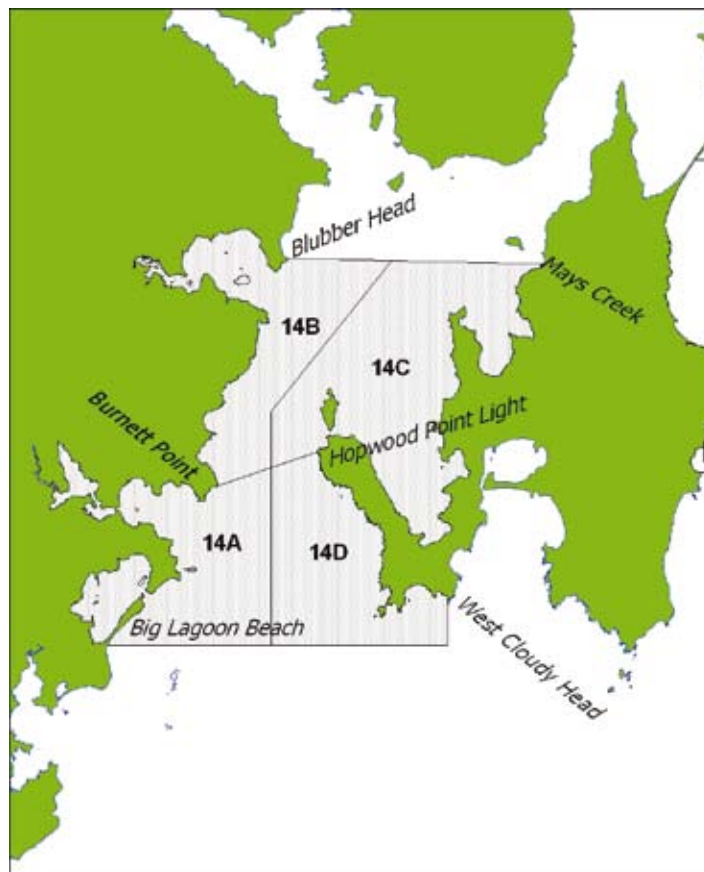 Blubber Head
Mays Creek
14B
14C
Burnett Point
Hopwood Point Light
14A
14D
Big Lagoon Beach
West Cloudy Head